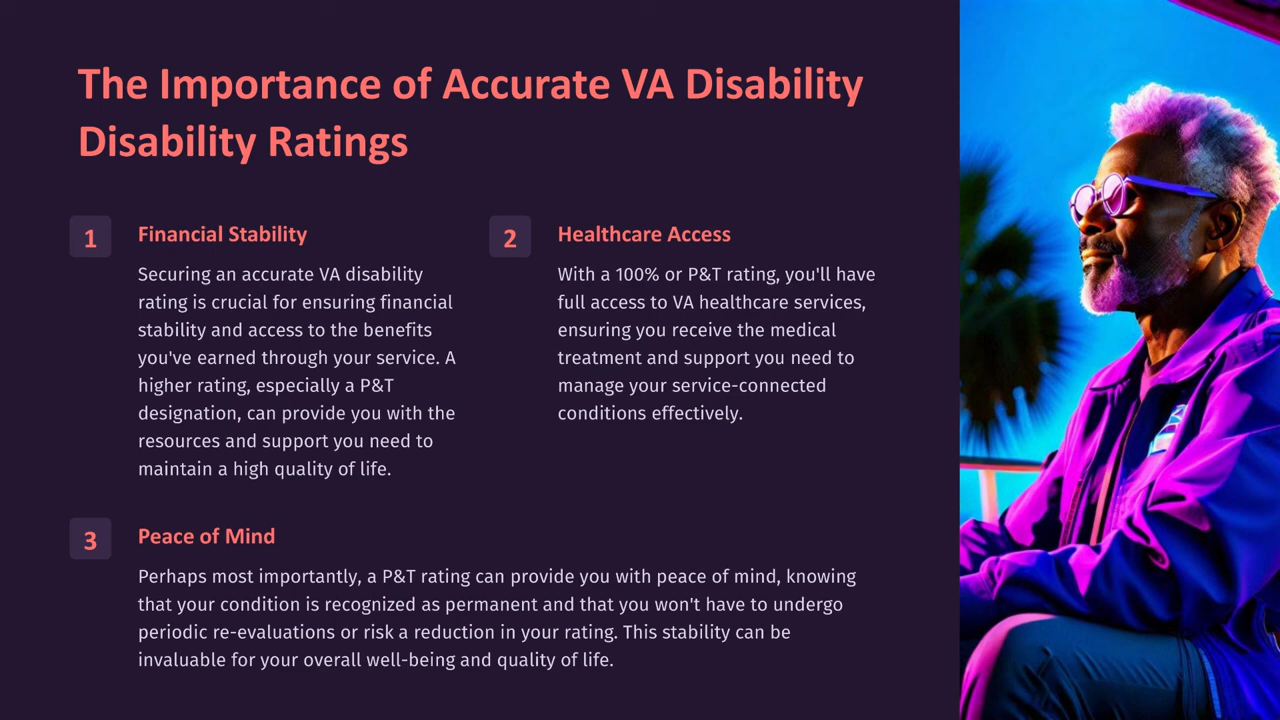 The Importance of Accurate VA Disability
Disability Ratings
1
Financial Stability
Securing an accurate VA disability
rating is crucial for ensuring financial
stability and access to the benefits
you've earned through your service. A
higher rating, especially a P&T
designation, can provide you with the
resources and support you need to
maintain a high quality of life.
2
Healthcare Access
With a 100% or P&T rating, you'll have
full access to VA healthcare services,
ensuring you receive the medical
treatment and support you need to
manage your service-connected
conditions effectively.
3
Peace of Mind
Perhaps most importantly, a P&T rating can provide you with peace of mind, knowing
that your condition is recognized as permanent and that you won't have to undergo
periodic re-evaluations or risk a reduction in your rating. This stability can be
invaluable for your overall well-being and quality of life.